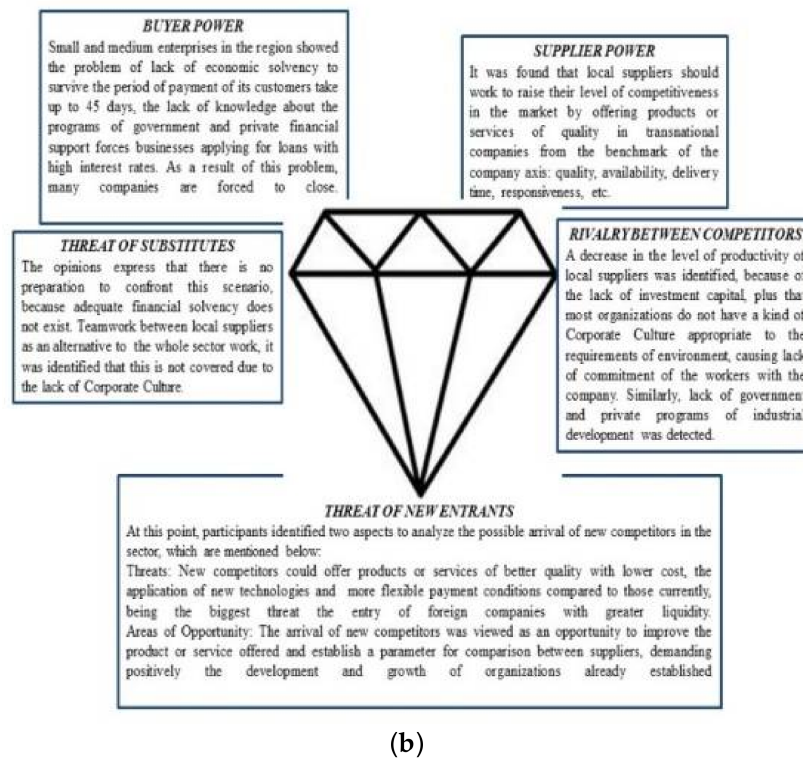 BUYER POWER
Small and medium enterprises in the region showed
the problem of lack of economic solvency to
survive the period of payment of its customers take
up to 45 days, the lack of knowledge about the
programs of government and private financial
support forces businesses applying for loans with
high interest rates. As a result of this problem,
many companies are forced to close.
SUPPLIER POWER
It was found that local suppliers should
work to raise their level of competitiveness
in the market by offering products or
services of quality in transnational
companies from the benchmark of the
company axis: quality, availability, delivery
time, responsiveness, etc.
THREAT OF SUBSTITUTES
The opinions express that there is no
preparation to confront this scenario,
because adequate financial solvency does
not exist. Teamwork between local suppliers
as an alternative to the whole sector work, it
was identified that this is not covered due to
the lack of Corporate Culture.
RIVALRY BETWEEN COMPETITORS
A decrease in the level of productivity of
local suppliers was identified, because of
the lack of investment capital, plus that
most organizations do not have a kind of
Corporate Culture appropriate to the
requirements of environment, causing lack
of commitment of the workers with the
company. Similarly, lack of government
and private programs of industrial
development was detected.
THREAT OF NEW ENTRANTS
At this point, participants identified two aspects to analyze the possible arrival of new competitors in the
sector, which are mentioned below:
Threats: New competitors could offer products or services of better quality with lower cost, the
application of new technologies and more flexible payment conditions compared to those currently,
being the biggest threat the entry of foreign companies with greater liquidity.
Areas of Opportunity: The arrival of new competitors was viewed as an opportunity to improve the
product or service offered and establish a parameter for comparison between suppliers, demanding
positively the development and growth of organizations already established
(b)